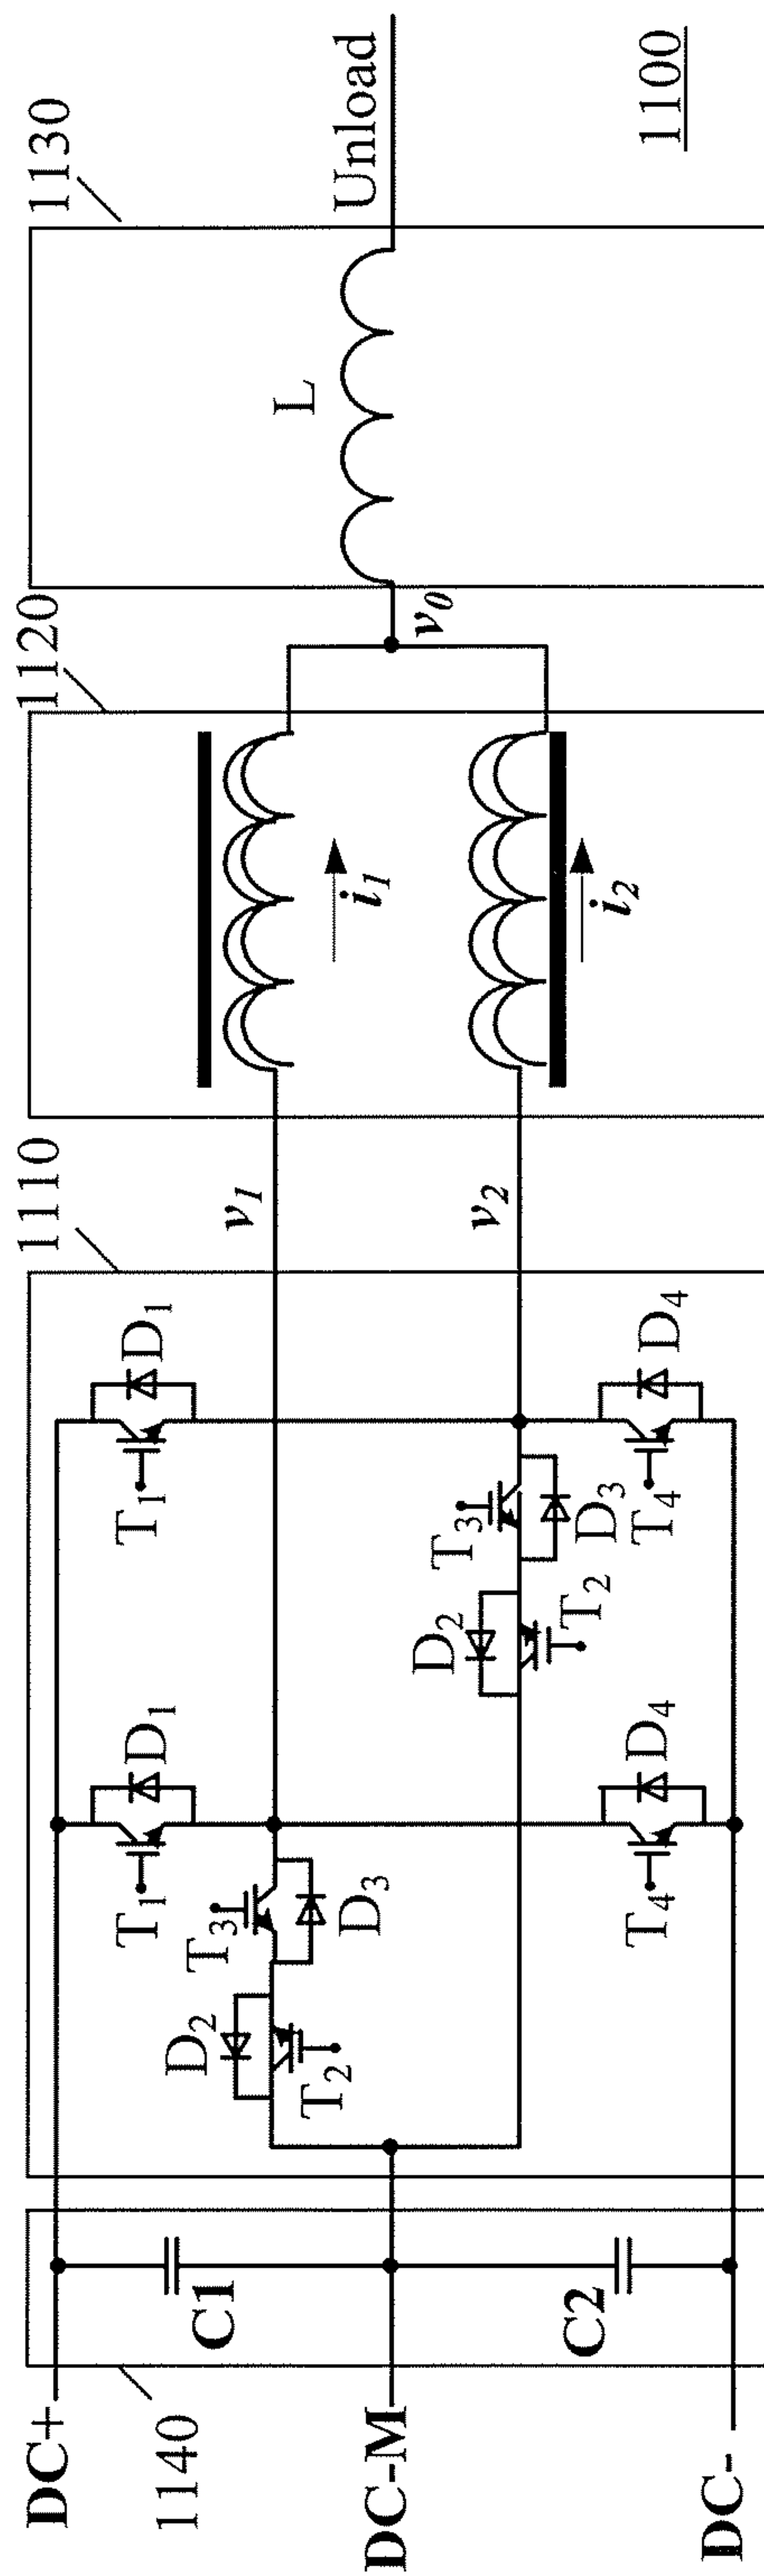 1140
1110
1120
1130
DC+
DC-M
DC-
C1
C2
D2
T2
T3
D3
T1
D1
T4
D4
D2
T2
T3
D3
T1
D1
T4
D4
v1
v2
i1
i2
v0
L
Unload
1100